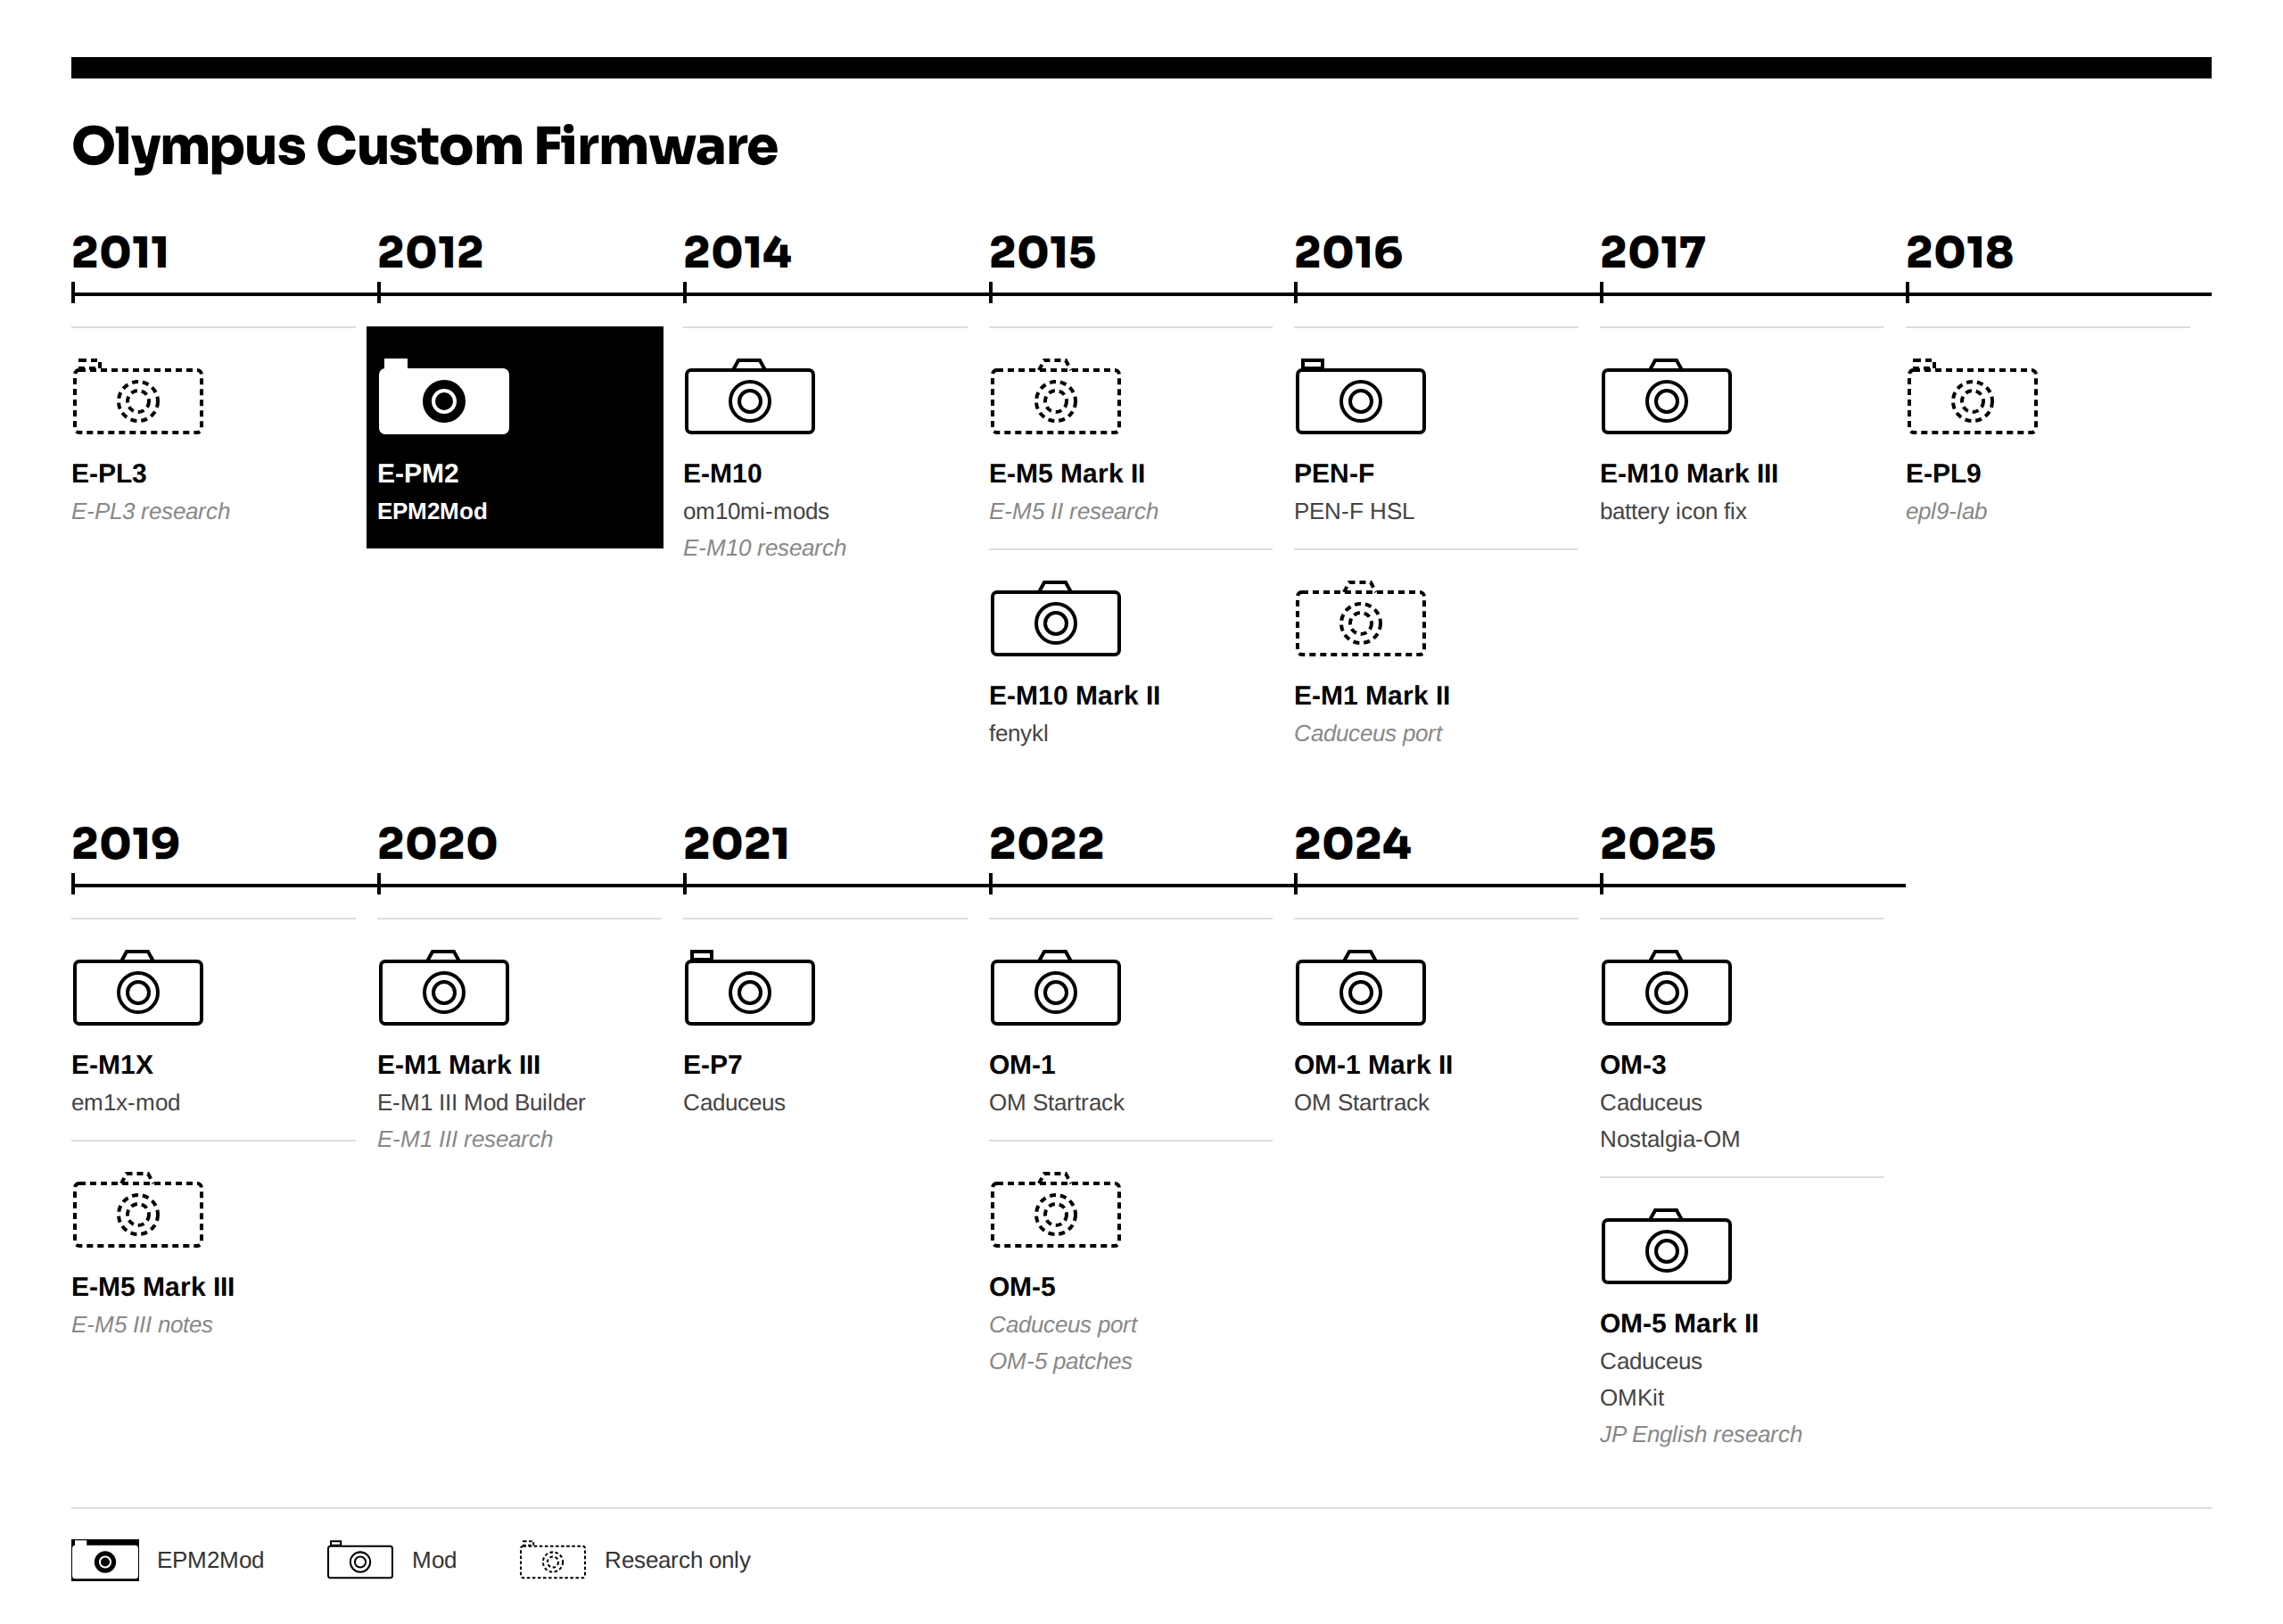 Olympus Custom Firmware
2011
2012
2014
2015
2016
2017
2018
E-PL3
E-PL3 research
E-PM2
EPM2Mod
E-M10
om10mi-mods
E-M10 research
E-M5 Mark II
E-M5 II research
E-M10 Mark II
fenykl
PEN-F
PEN-F HSL
E-M1 Mark II
Caduceus port
E-M10 Mark III
battery icon fix
E-PL9
epl9-lab
2019
2020
2021
2022
2024
2025
E-M1X
em1x-mod
E-M5 Mark III
E-M5 III notes
E-M1 Mark III
E-M1 III Mod Builder
E-M1 III research
E-P7
Caduceus
OM-1
OM Startrack
OM-5
Caduceus port
OM-5 patches
OM-1 Mark II
OM Startrack
OM-3
Caduceus
Nostalgia-OM
OM-5 Mark II
Caduceus
OMKit
JP English research
EPM2Mod
Mod
Research only